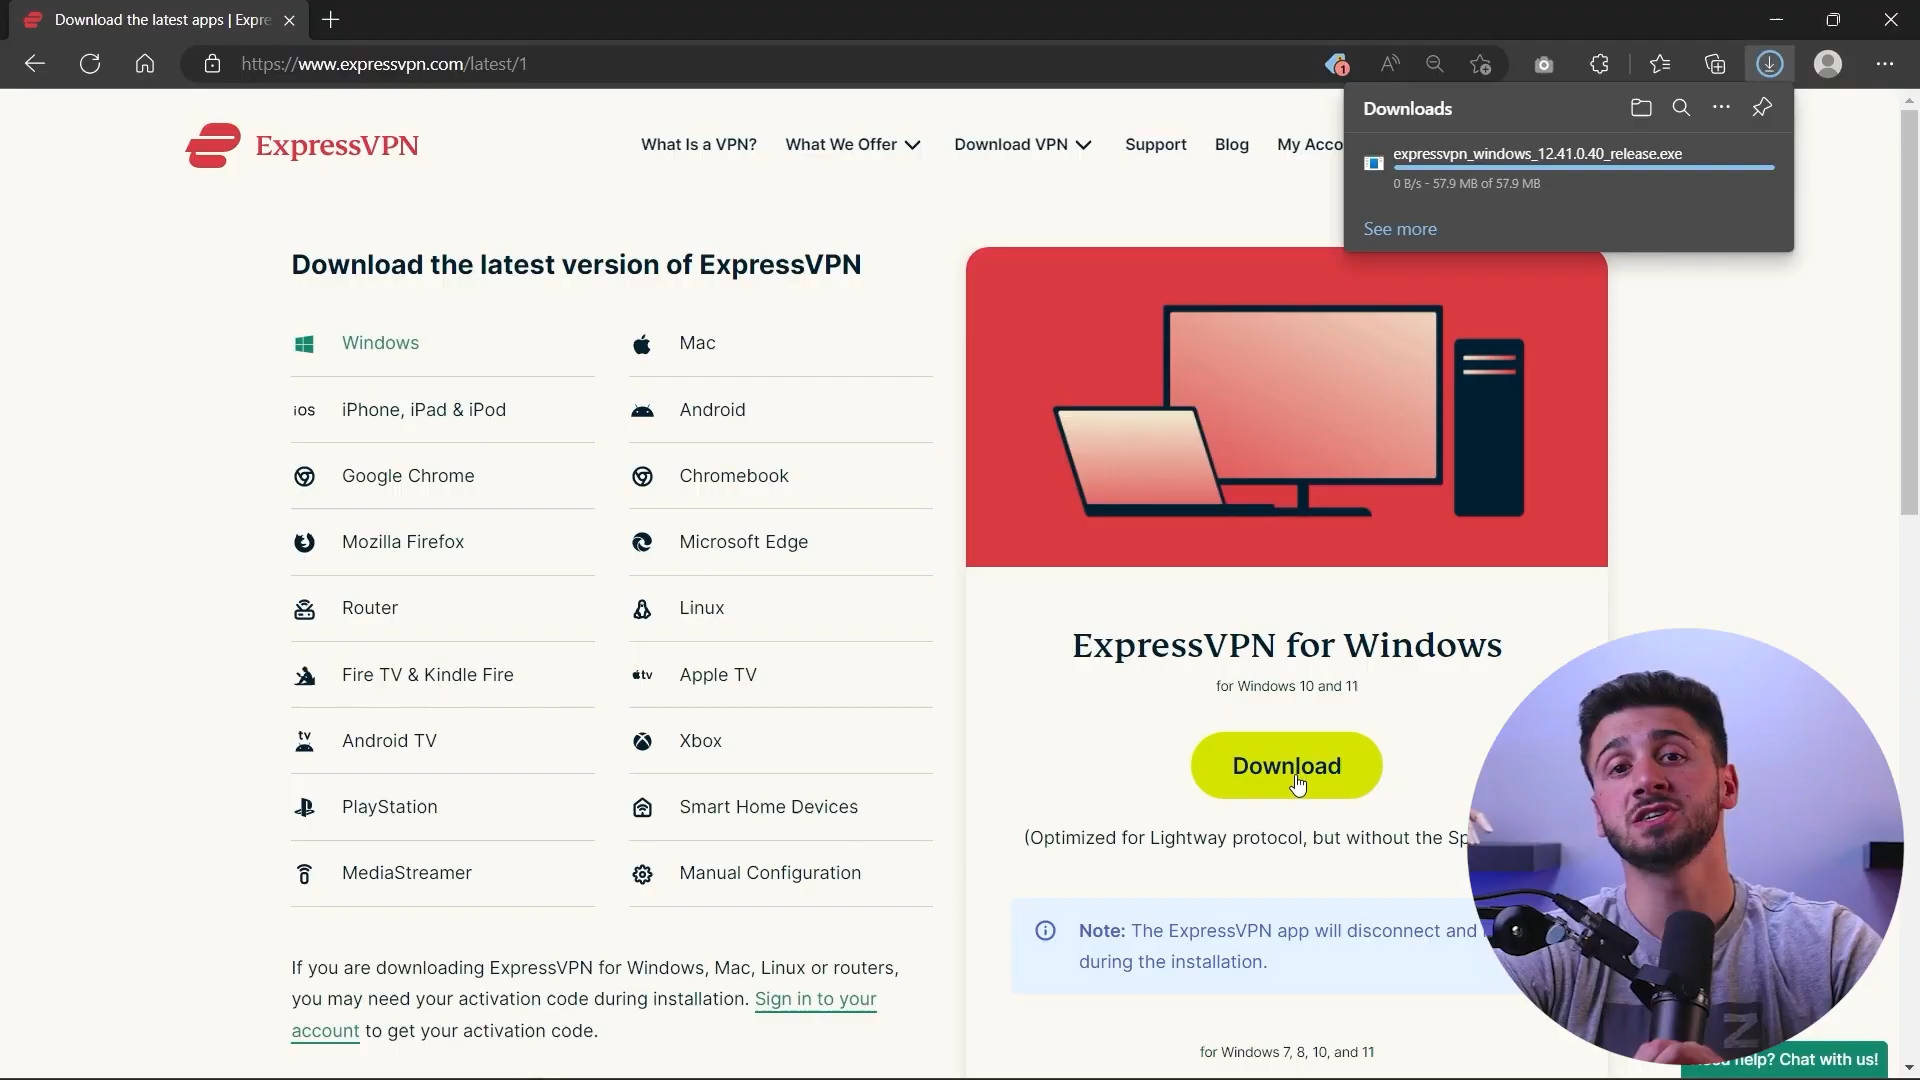 Download the latest apps | Expre
https://www.expressvpn.com/latest/1
1
Downloads
expressvpn_windows_12.41.0.40_release.exe
0 B/s - 57.9 MB of 57.9 MB
See more
ExpressVPN
What Is a VPN?
What We Offer
Download VPN
Support
Blog
My Acco
Download the latest version of ExpressVPN
Windows
Mac
iOS
iPhone, iPad & iPod
Android
Google Chrome
Chromebook
Mozilla Firefox
Microsoft Edge
Router
Linux
Fire TV & Kindle Fire
tv
Apple TV
tv
Android TV
Xbox
PlayStation
Smart Home Devices
MediaStreamer
Manual Configuration
If you are downloading ExpressVPN for Windows, Mac, Linux or routers,
you may need your activation code during installation. Sign in to your
account to get your activation code.
ExpressVPN for Windows
for Windows 10 and 11
Download
(Optimized for Lightway protocol, but without the Sp
Note: The ExpressVPN app will disconnect and
during the installation.
for Windows 7, 8, 10, and 11
help? Chat with us!